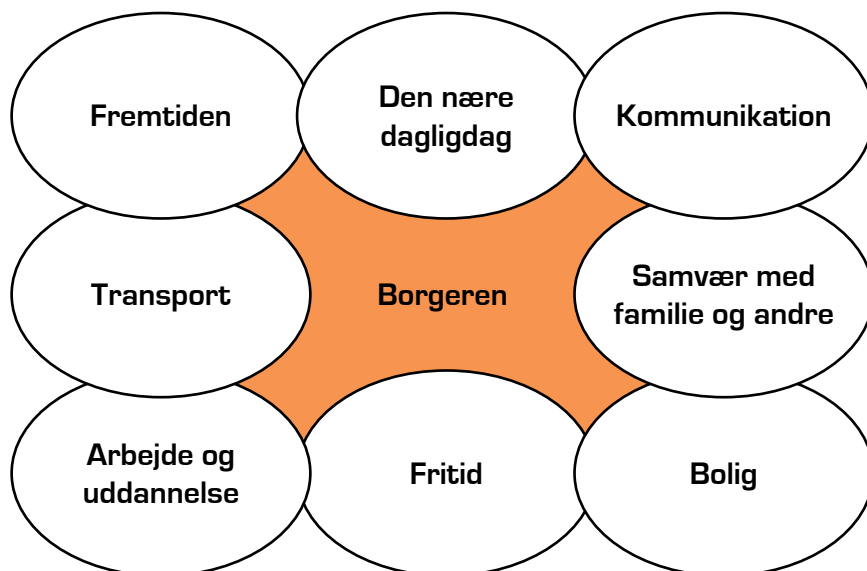 Fremtiden
Den nære
dagligdag
Kommunikation
Transport
Borgeren
Samvær med
familie og andre
Arbejde og
uddannelse
Fritid
Bolig